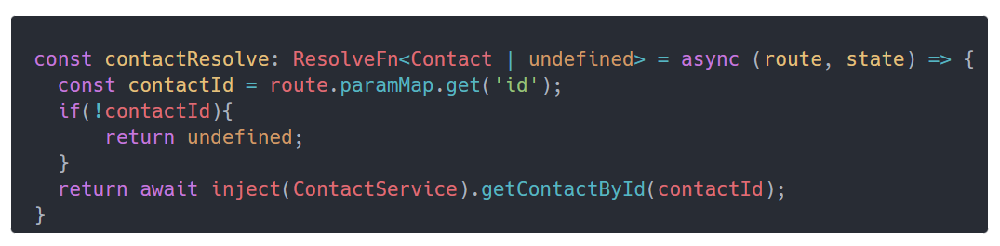 const contactResolve: ResolveFn<Contact | undefined> = async (route, state) => {
  const contactId = route.paramMap.get('id');
  if(!contactId){
      return undefined;
  }
  return await inject(ContactService).getContactById(contactId);
}